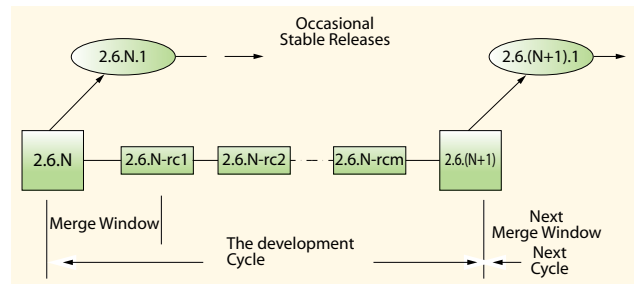 Occasional
Stable Releases
2.6.N.1
2.6.(N+1).1
2.6.N
2.6.N-rc1
2.6.N-rc2
2.6.N-rcm
2.6.(N+1)
Merge Window
The development
Cycle
Next
Merge Window
Next
Cycle